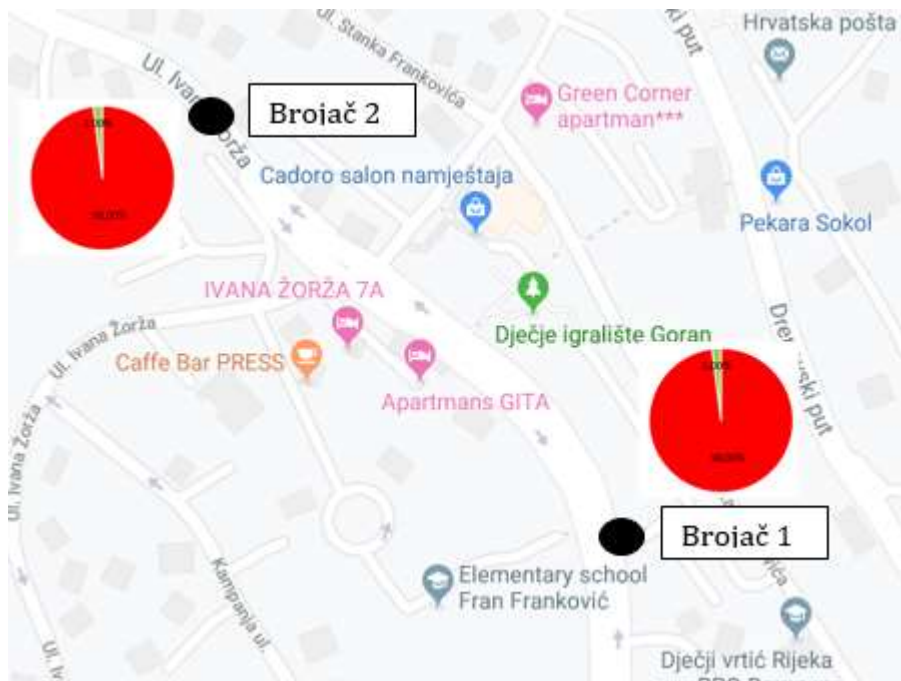 Hrvatska pošta
Ul. Stanka Frankovića
ski put
Green Corner
apartman***
Brojač 2
Cadoro salon namještaja
Pekara Sokol
IVANA ŽORŽA 7A
Dječje igralište Goran
Ul. Ivana Žorža
Caffe Bar PRESS
Apartmans GITA
Ul. Ivana Žorža
Brojač 1
Elementary school
Fran Franković
Kampanja ul.
Dječji vrtić Rijeka